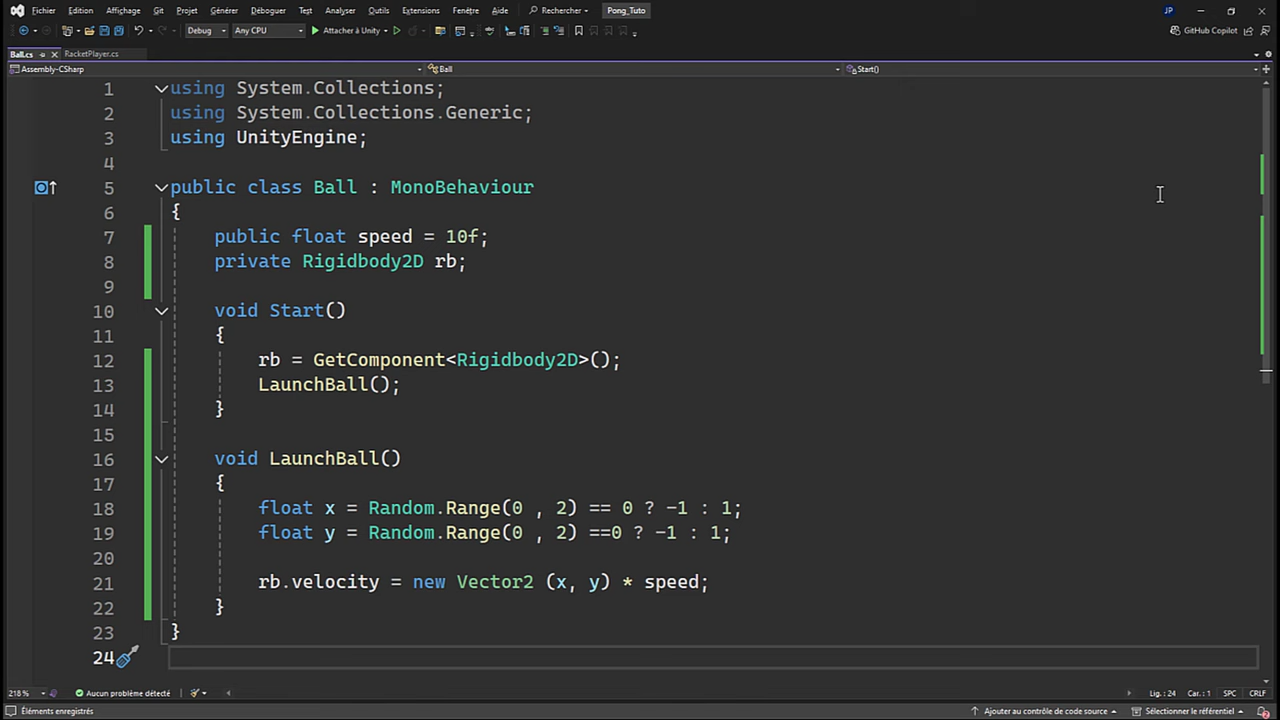 Fichier Edition Affichage Git Projet Générer Déboguer Test Analyser Outils Extensions Fenêtre Aide Rechercher Pong_Tuto JP
Debug Any CPU Attacher à Unity GitHub Copilot
Ball.cs RacketPlayer.cs
Assembly-CSharp Ball Start()
1 using System.Collections;
2 using System.Collections.Generic;
3 using UnityEngine;
4
5 public class Ball : MonoBehaviour
6 {
7 public float speed = 10f;
8 private Rigidbody2D rb;
9
10 void Start()
11 {
12 rb = GetComponent<Rigidbody2D>();
13 LaunchBall();
14 }
15
16 void LaunchBall()
17 {
18 float x = Random.Range(0 , 2) == 0 ? -1 : 1;
19 float y = Random.Range(0 , 2) ==0 ? -1 : 1;
20
21 rb.velocity = new Vector2 (x, y) * speed;
22 }
23 }
24
218 % Aucun problème détecté Lig. : 24 Car. : 1 SPC CRLF
Éléments enregistrés Ajouter au contrôle de code source Sélectionner le référentiel 2